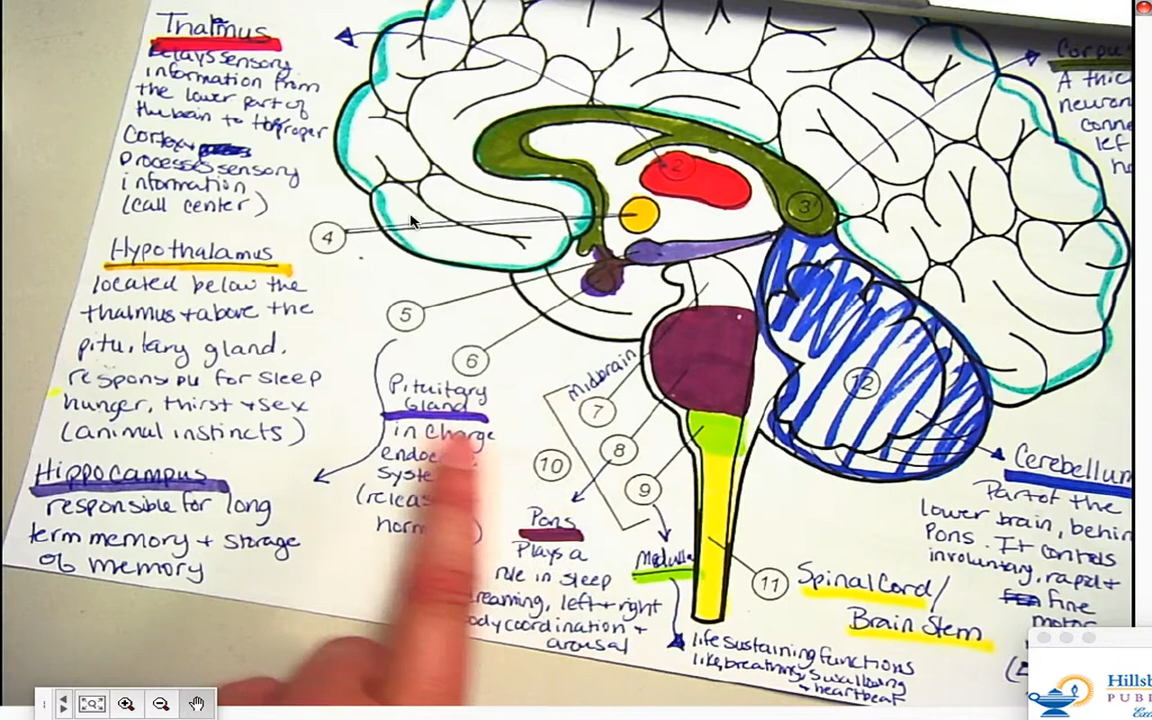 Thalmus
Relays sensory
information from
the lower part of
the brain to the proper
Cortex +
processes sensory
information
(call center)
Hypothalamus
located below the
thalmus + above the
pituitary gland.
for sleep
hunger, thirst + sex
(animal instincts)
Hippocampus
responsible for long
term memory + storage
of memory
Pituitary
Gland
in charge
Pons
Plays a
role in sleep
left + right
coordination +
arousal
midbrain
Medulla
life sustaining functions
like breathing, swallowing
+ heartbeat
Spinal Cord/
Brain Stem
Cerebellum
Part of the
lower brain,
Pons. It controls
involuntary, rapid +
fine
motor
A
left
2
3
4
5
6
7
8
9
10
11
12
PUB